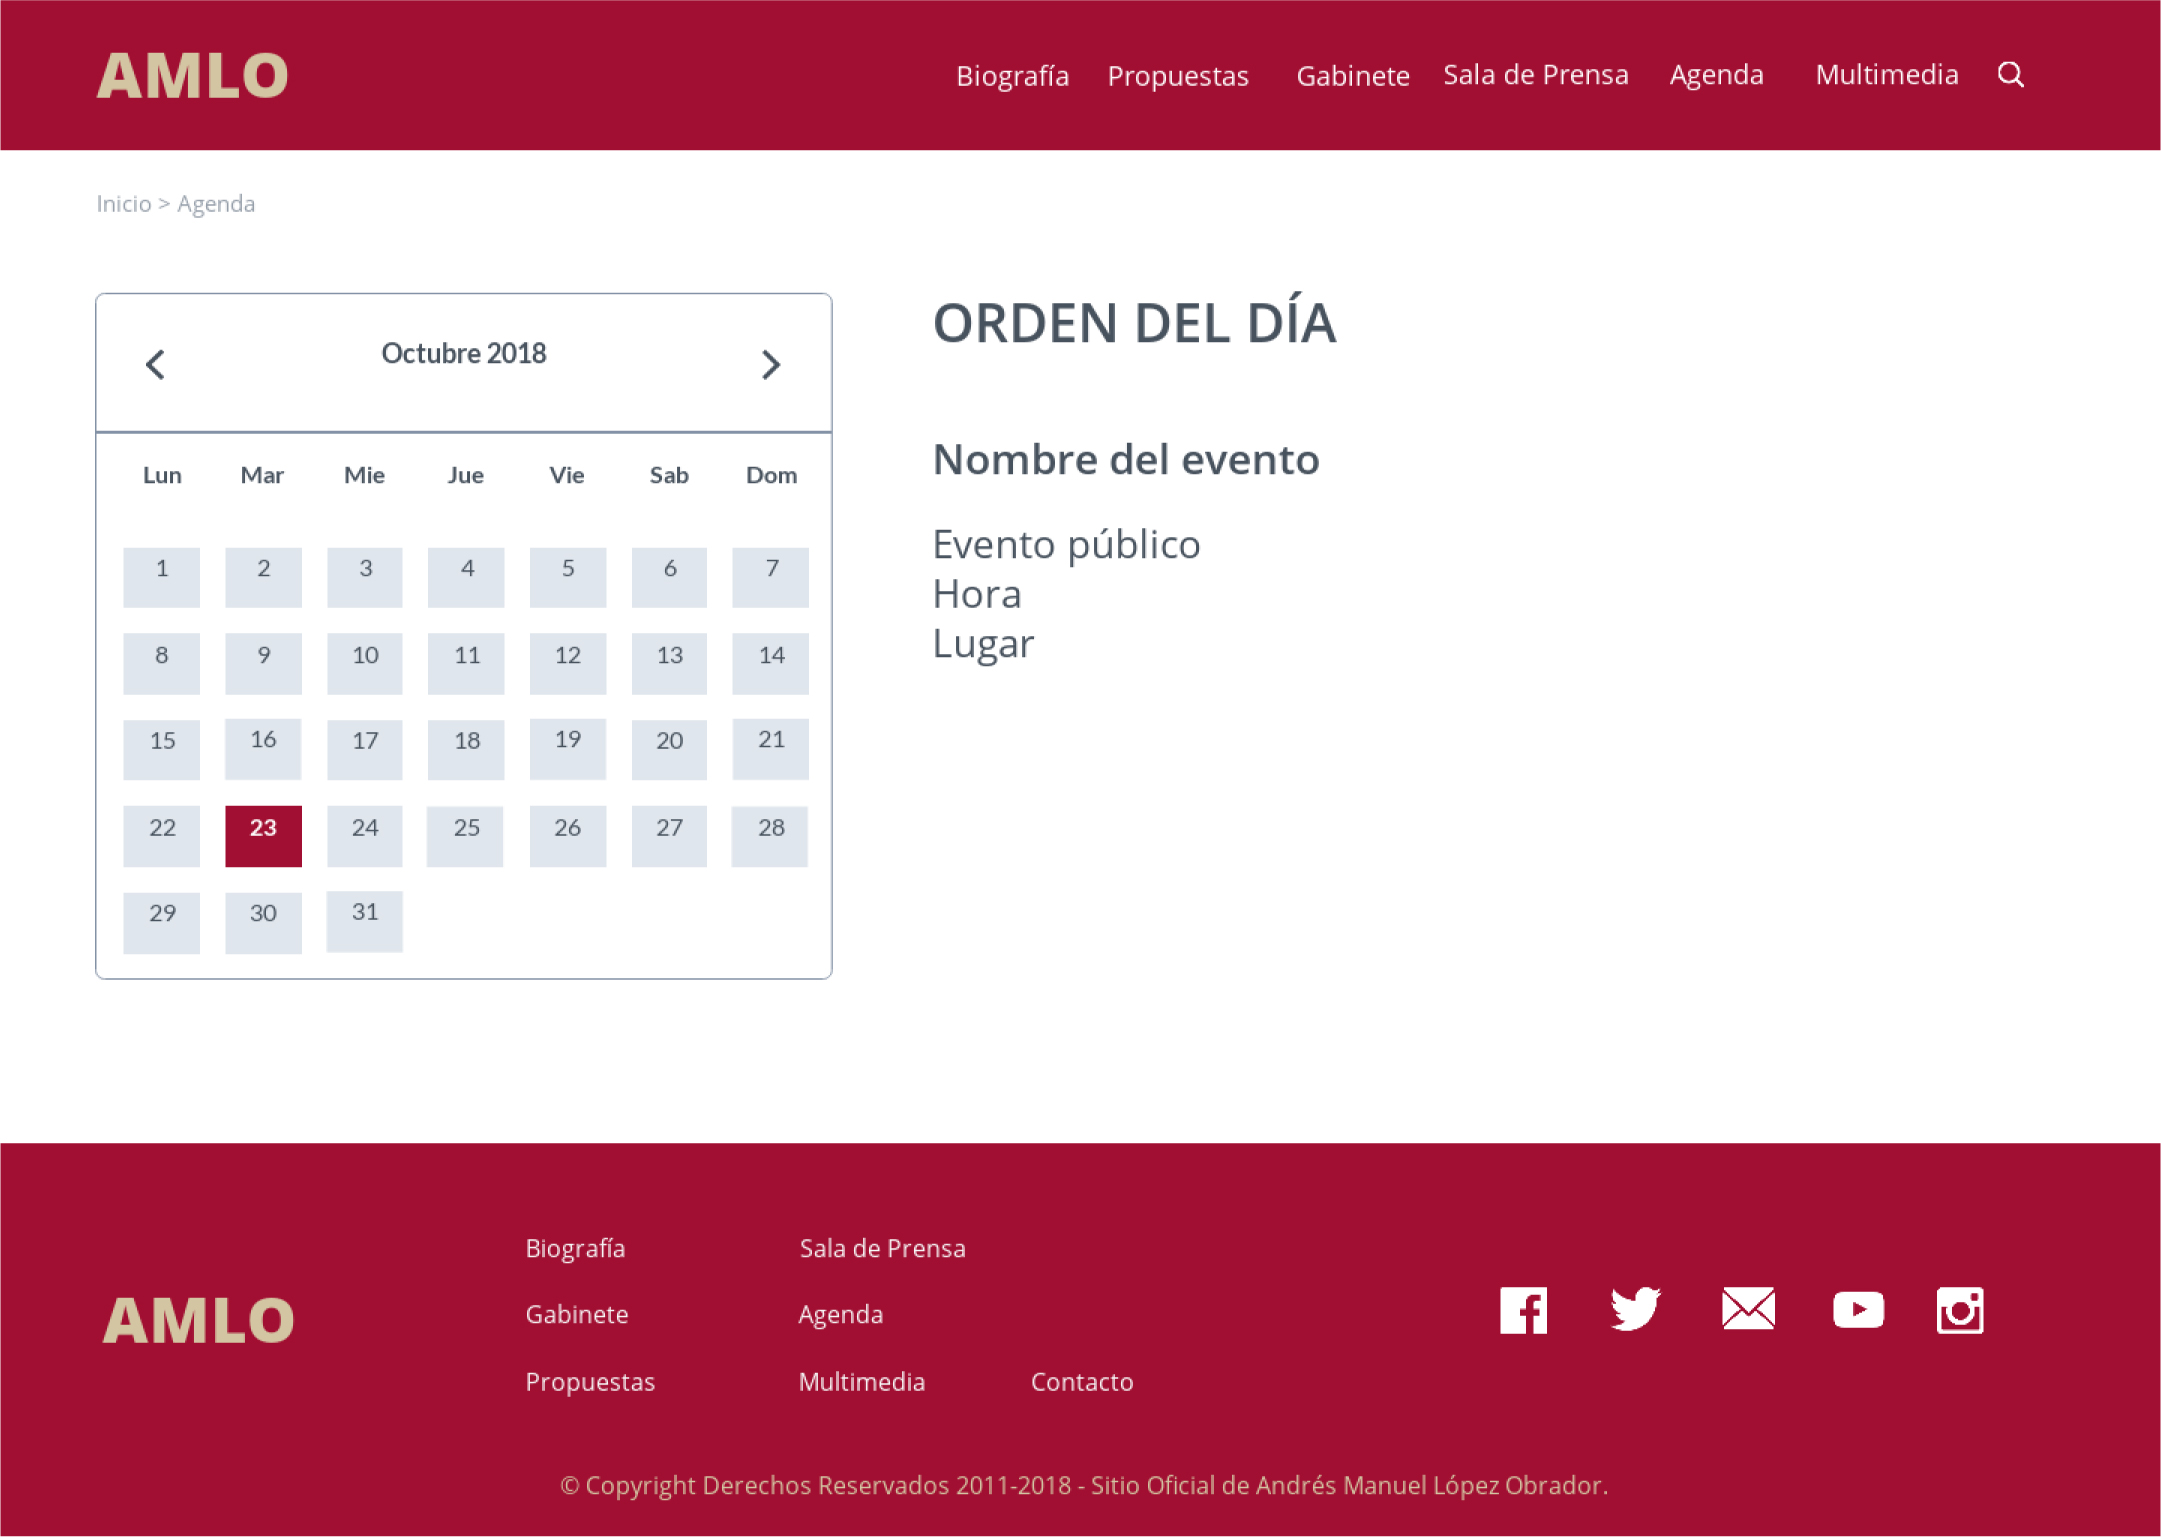 AMLO
Biografía Propuestas Gabinete Sala de Prensa Agenda Multimedia
Inicio > Agenda
Octubre 2018
Lun Mar Mie Jue Vie Sab Dom
1 2 3 4 5 6 7
8 9 10 11 12 13 14
15 16 17 18 19 20 21
22 23 24 25 26 27 28
29 30 31
ORDEN DEL DÍA
Nombre del evento
Evento público
Hora
Lugar
AMLO
Biografía Sala de Prensa
Gabinete Agenda
Propuestas Multimedia Contacto
© Copyright Derechos Reservados 2011-2018 - Sitio Oficial de Andrés Manuel López Obrador.